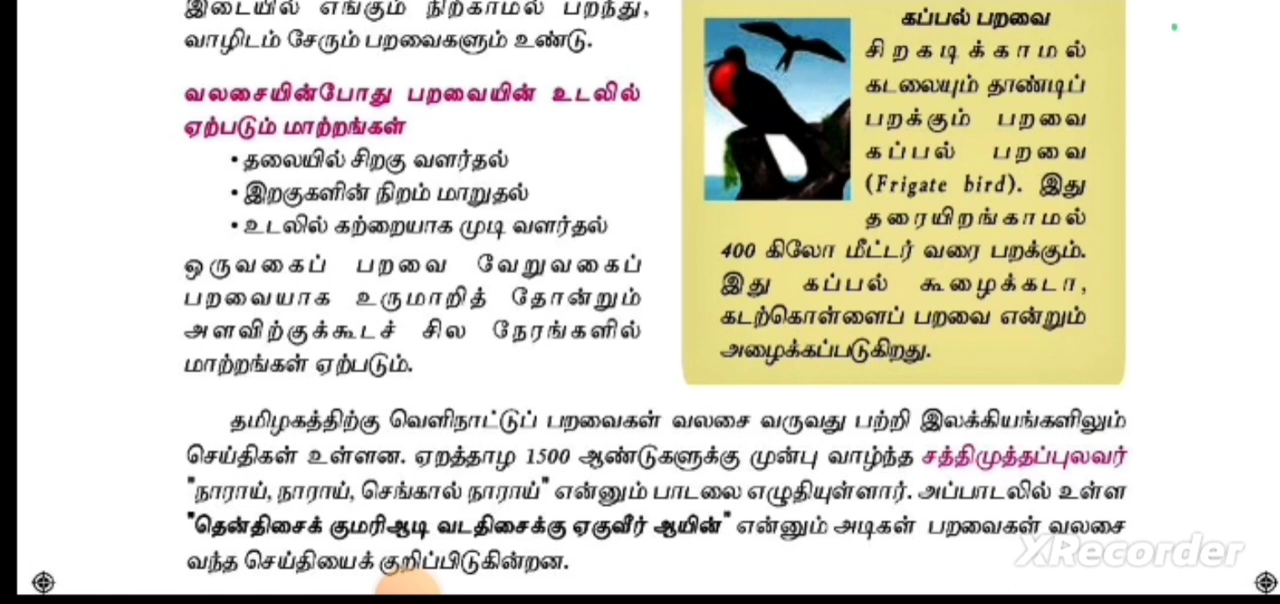 இடையில் எங்கும் நிற்காமல் பறந்து,
வாழிடம் சேரும் பறவைகளும் உண்டு.
வலசையின்போது பறவையின் உடலில்
ஏற்படும் மாற்றங்கள்
• தலையில் சிறகு வளர்தல்
• இறகுகளின் நிறம் மாறுதல்
• உடலில் கற்றையாக முடி வளர்தல்
ஒருவகைப் பறவை வேறுவகைப்
பறவையாக உருமாறித் தோன்றும்
அளவிற்குக்கூடச் சில நேரங்களில்
மாற்றங்கள் ஏற்படும்.
கப்பல் பறவை
சிறகடிக்காமல்
கடலையும் தாண்டிப்
பறக்கும் பறவை
கப்பல் பறவை
(Frigate bird). இது
தரையிறங்காமல்
400 கிலோ மீட்டர் வரை பறக்கும்.
இது கப்பல் கூழைக்கடா,
கடற்கொள்ளைப் பறவை என்றும்
அழைக்கப்படுகிறது.
தமிழகத்திற்கு வெளிநாட்டுப் பறவைகள் வலசை வருவது பற்றி இலக்கியங்களிலும்
செய்திகள் உள்ளன. ஏறத்தாழ 1500 ஆண்டுகளுக்கு முன்பு வாழ்ந்த சத்திமுத்தப்புலவர்
"நாராய், நாராய், செங்கால் நாராய்" என்னும் பாடலை எழுதியுள்ளார். அப்பாடலில் உள்ள
"தென்திசைக் குமரிஆடி வடதிசைக்கு ஏகுவீர் ஆயின்" என்னும் அடிகள் பறவைகள் வலசை
வந்த செய்தியைக் குறிப்பிடுகின்றன.
XRecorder